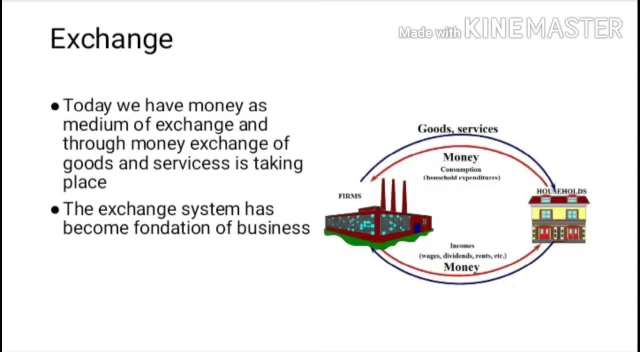 Exchange
Made with KINEMASTER
● Today we have money as
medium of exchange and
through money exchange of
goods and servicess is taking
place
● The exchange system has
become fondation of business
Goods, services
Money
Consumption
(household expenditures)
FIRMS
HOUSEHOLDS
Incomes
(wages, dividends, rents, etc.)
Money